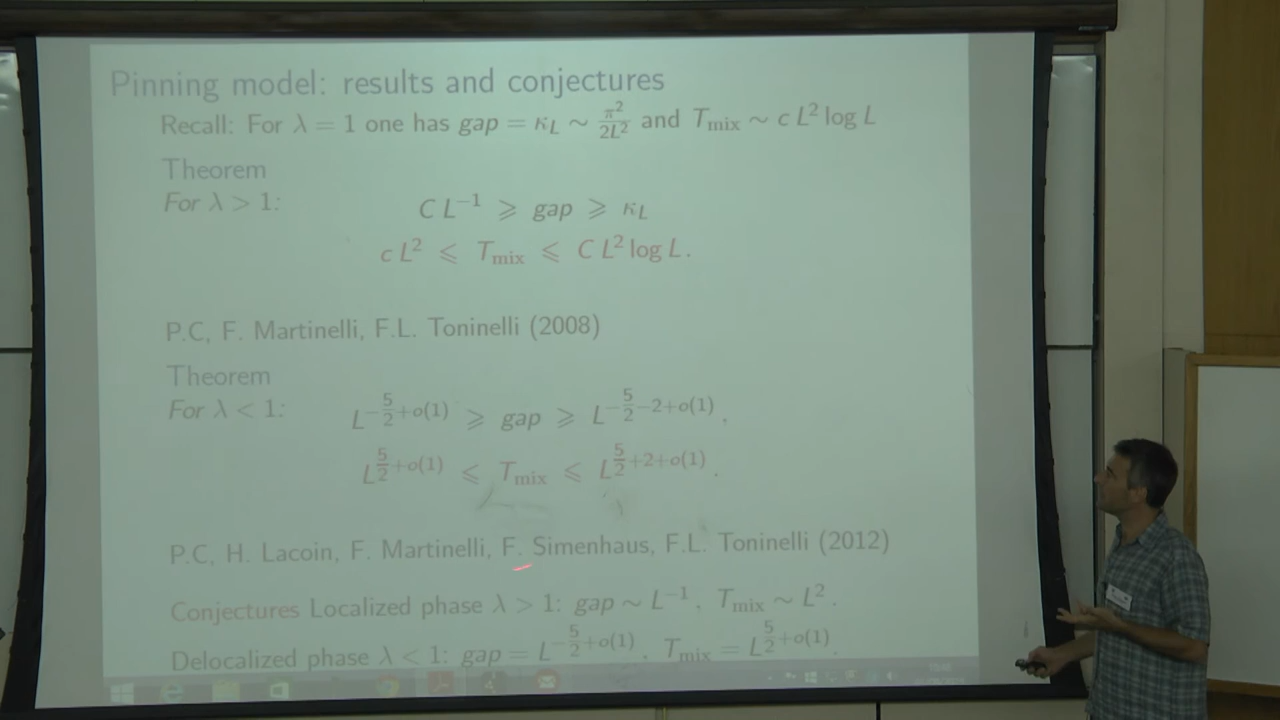 Pinning model: results and conjectures
Recall: For λ = 1 one has gap = κ_L ∼ π²/2L² and T_mix ∼ c L² log L
Theorem
For λ > 1:
C L⁻¹ ⩾ gap ⩾ κ_L
c L² ⩽ T_mix ⩽ C L² log L.
P.C, F. Martinelli, F.L. Toninelli (2008)
Theorem
For λ < 1:
L^{-5/2+o(1)} ⩾ gap ⩾ L^{-5/2-2+o(1)} .
L^{5/2+o(1)} ⩽ T_mix ⩽ L^{5/2+2+o(1)} .
P.C, H. Lacoin, F. Martinelli, F. Simenhaus, F.L. Toninelli (2012)
Conjectures Localized phase λ > 1: gap ∼ L⁻¹, T_mix ∼ L².
Delocalized phase λ < 1: gap = L^{-5/2+o(1)}, T_mix = L^{5/2+o(1)}.